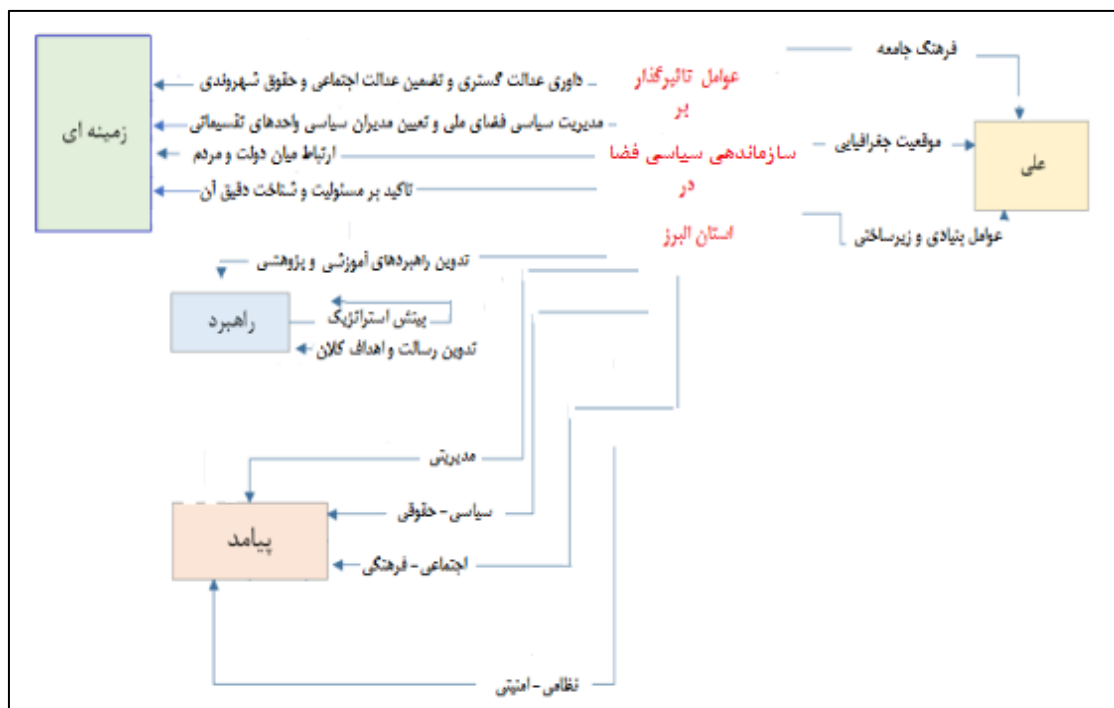 فرهنگ جامعه
عوامل تاثیرگذار
بر
سازماندهی سیاسی فضا
در
استان البرز
موقعیت جغرافیایی
علی
عوامل بنیادی و زیرساختی
داوری عدالت گستری و تضمین عدالت اجتماعی و حقوق شهروندی
مدیریت سیاسی فضای ملی و تعیین مدیران سیاسی واحدهای تقسیماتی
ارتباط میان دولت و مردم
تاکید بر مسئولیت و شناخت دقیق آن
زمینه ای
تدوین راهبردهای آموزشی و پژوهشی
بینش استراتژیک
راهبرد
تدوین رسالت و اهداف کلان
مدیریتی
سیاسی - حقوقی
پیامد
اجتماعی - فرهنگی
نظامی - امنیتی